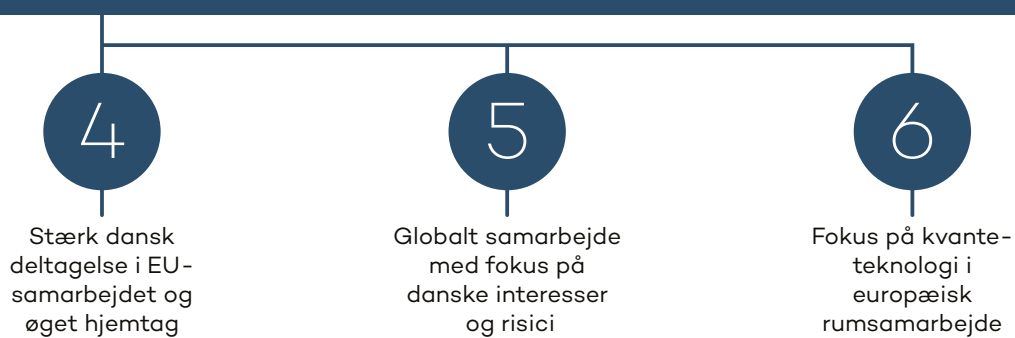 4
Stærk dansk
deltagelse i EU-
samarbejdet og
øget hjemtag
5
Globalt samarbejde
med fokus på
danske interesser
og risici
6
Fokus på kvante-
teknologi i
europæisk
rumsamarbejde